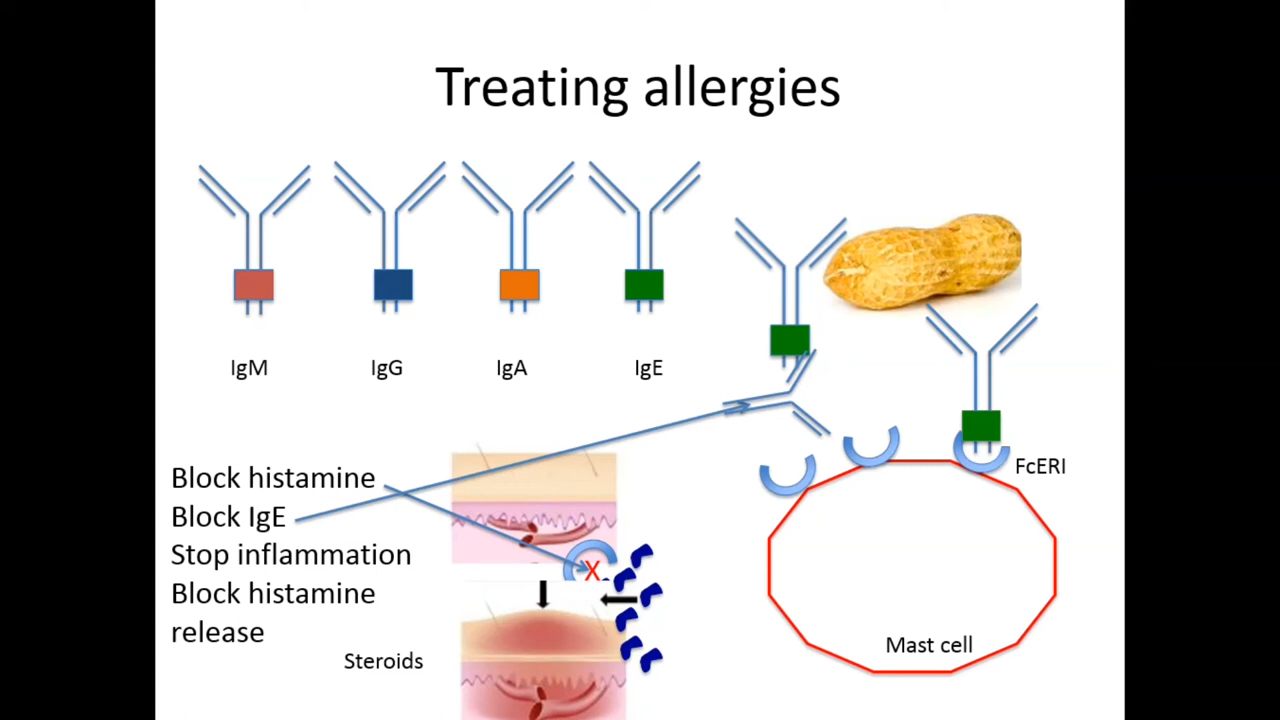 Treating allergies
IgM
IgG
IgA
IgE
FcERI
Block histamine
Block IgE
Stop inflammation
Block histamine
release
X
Steroids
Mast cell